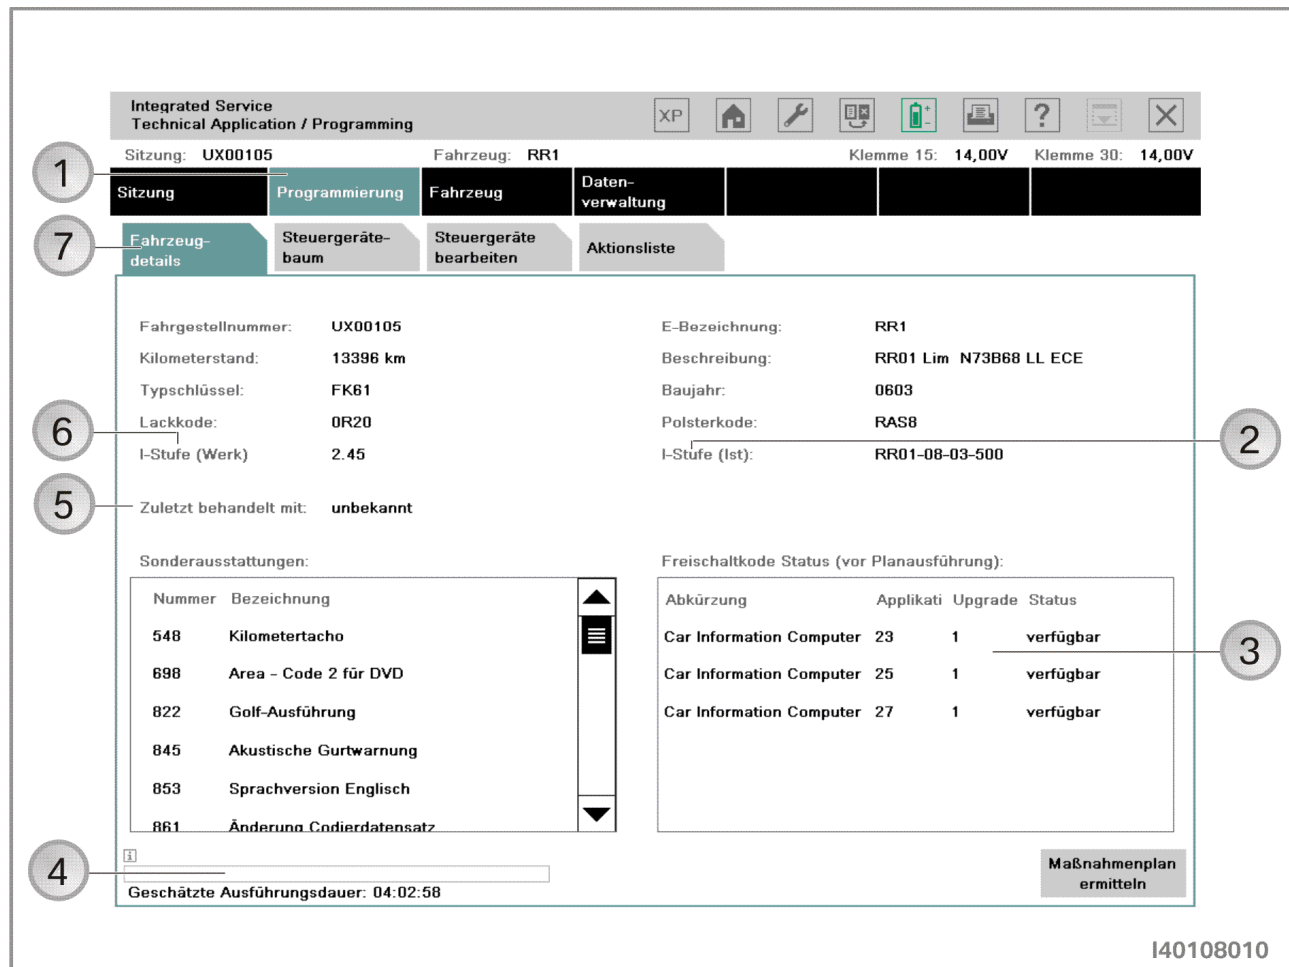 Integrated Service
Technical Application / Programming
XP
?
Sitzung: UX00105 Fahrzeug: RR1 Klemme 15: 14,00V Klemme 30: 14,00V
1
Sitzung Programmierung Fahrzeug Daten-
verwaltung
7
Fahrzeug-
details
Steuergeräte-
baum
Steuergeräte
bearbeiten
Aktionsliste
Fahrgestellnummer: UX00105 E-Bezeichnung: RR1
Kilometerstand: 13396 km Beschreibung: RR01 Lim N73B68 LL ECE
Typschlüssel: FK61 Baujahr: 0603
6
Lackkode: 0R20 Polsterkode: RAS8
2
I-Stufe (Werk) 2.45 I-Stufe (Ist): RR01-08-03-500
5
Zuletzt behandelt mit: unbekannt
Sonderausstattungen: Freischaltkode Status (vor Planausführung):
Nummer Bezeichnung Abkürzung Applikati Upgrade Status
548 Kilometertacho Car Information Computer 23 1 verfügbar
3
698 Area - Code 2 für DVD Car Information Computer 25 1 verfügbar
822 Golf-Ausführung Car Information Computer 27 1 verfügbar
845 Akustische Gurtwarnung
853 Sprachversion Englisch
861 Änderung Codierdatensatz
i
4
Geschätzte Ausführungsdauer: 04:02:58
Maßnahmenplan
ermitteln
I40108010